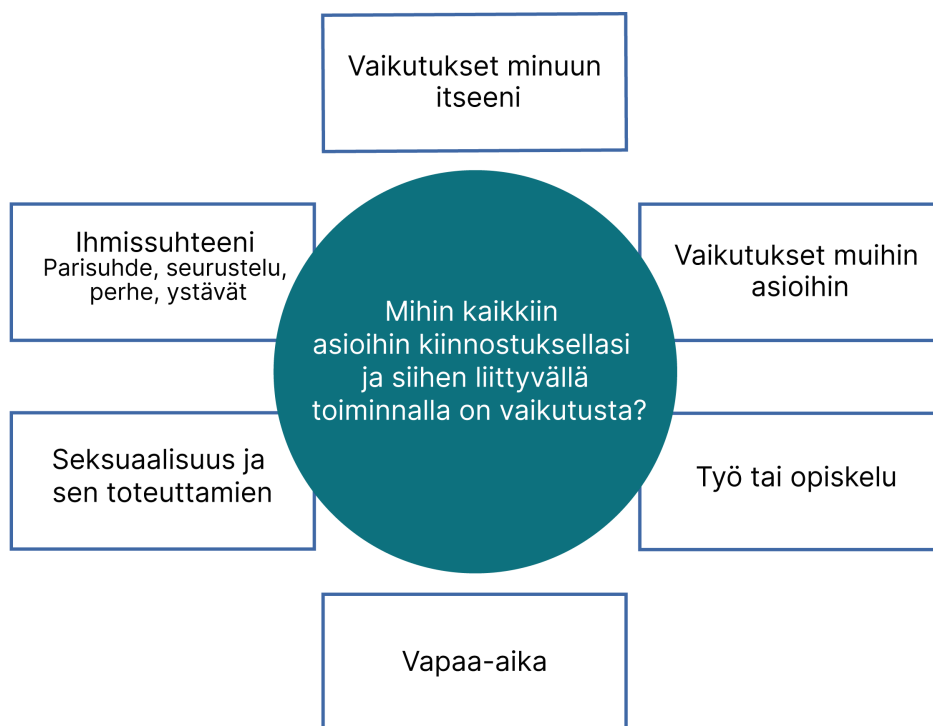 Vaikutukset minuun
itseeni
Ihmissuhteeni
Parisuhde, seurustelu,
perhe, ystävät
Vaikutukset muihin
asioihin
Mihin kaikkiin
asioihin kiinnostuksellasi
ja siihen liittyvällä
toiminnalla on vaikutusta?
Seksuaalisuus ja
sen toteuttamien
Työ tai opiskelu
Vapaa-aika